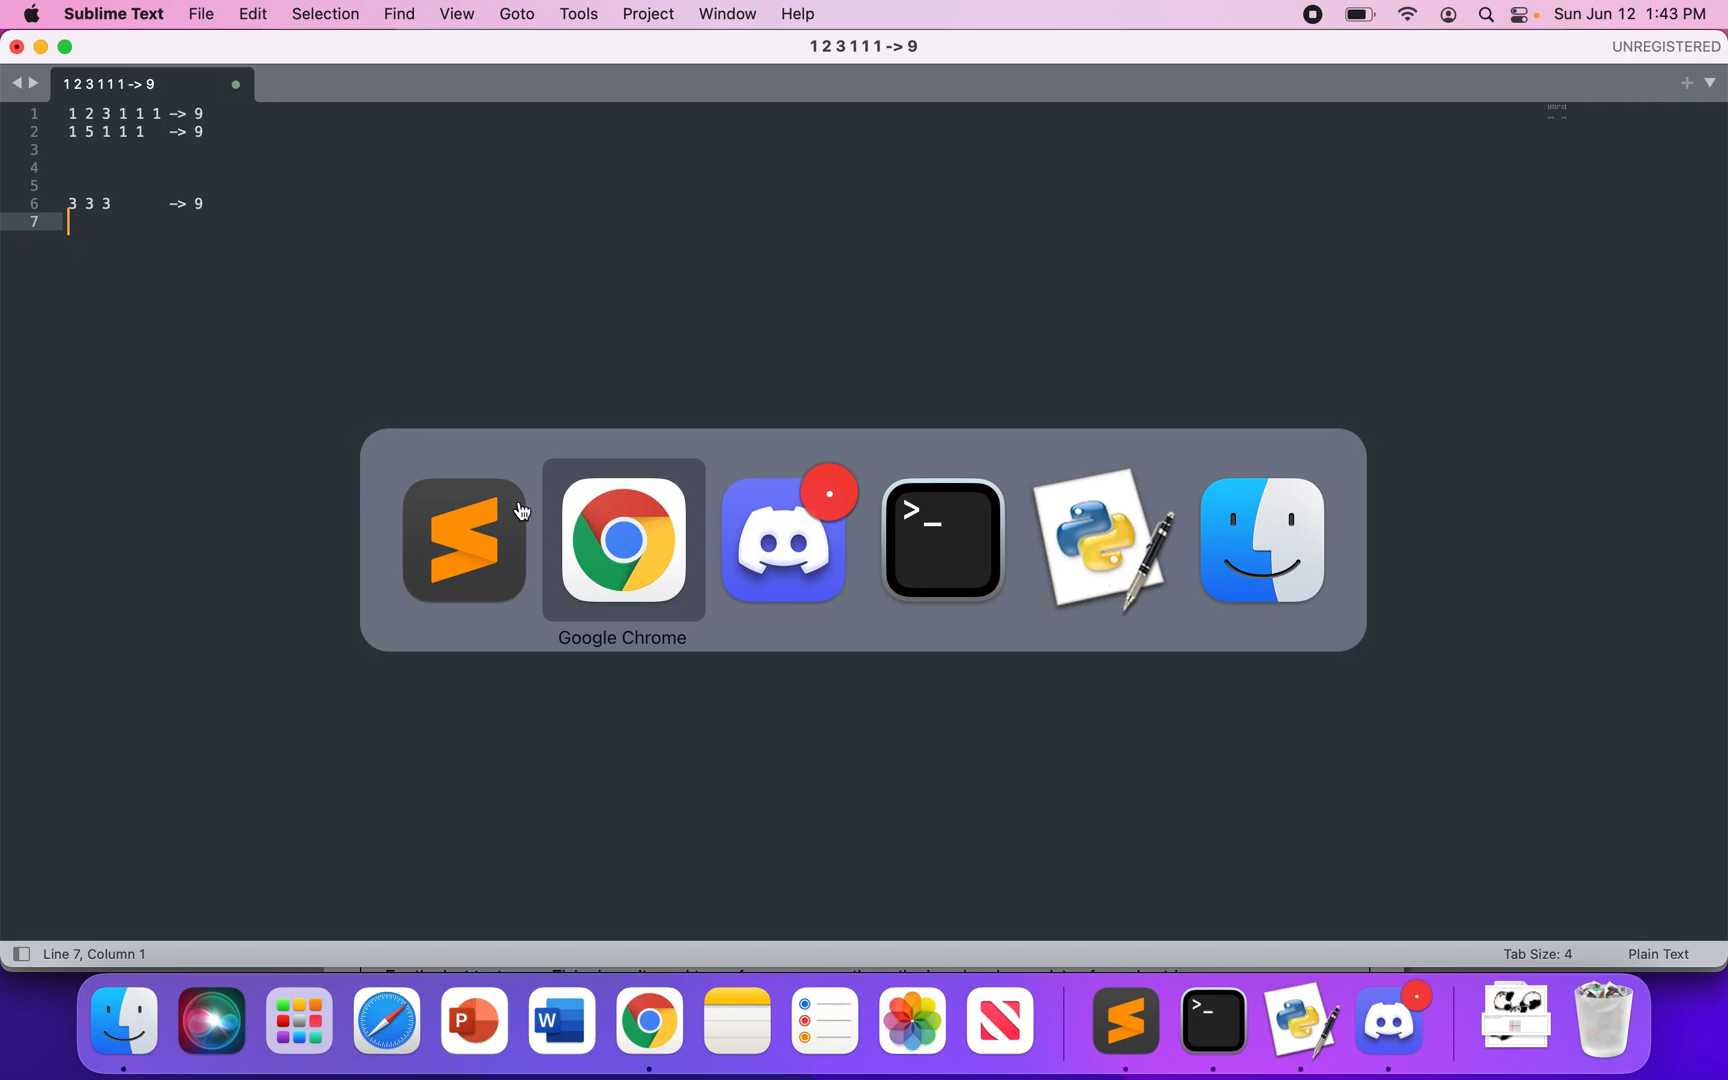 Sublime Text File Edit Selection Find View Goto Tools Project Window Help Sun Jun 12 1:43 PM
1 2 3 1 1 1 -> 9 UNREGISTERED
1 2 3 1 1 1 -> 9
1 1 2 3 1 1 1 -> 9
2 1 5 1 1 1 -> 9
3
4
5
6 3 3 3 -> 9
7
>_
Google Chrome
Line 7, Column 1 Tab Size: 4 Plain Text
P W >_